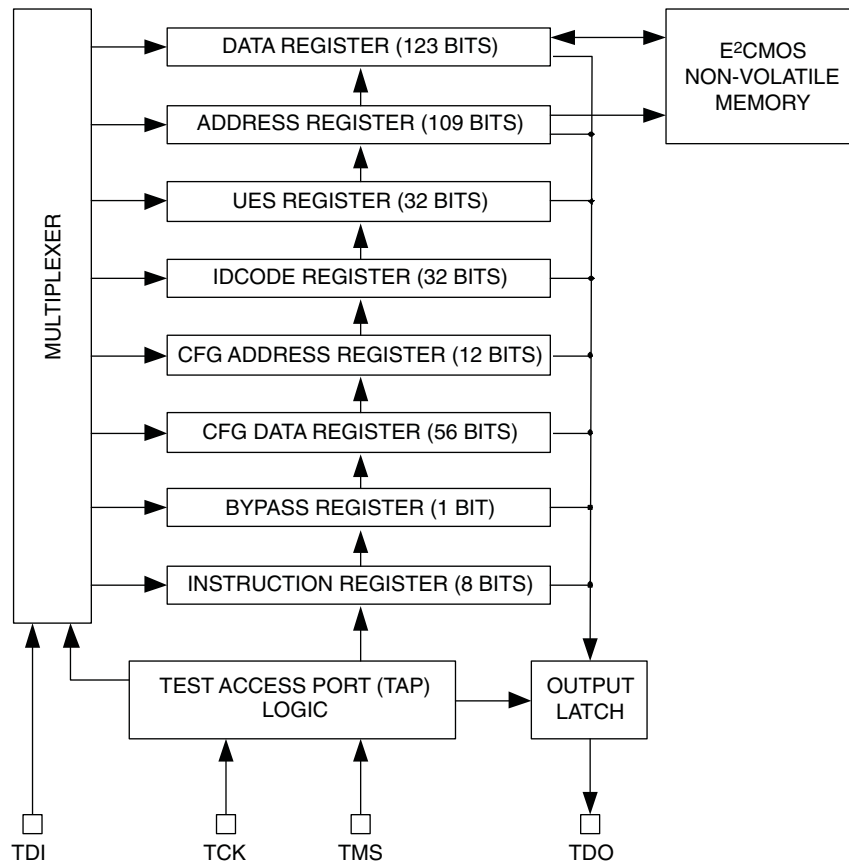 DATA REGISTER (123 BITS)
E²CMOS
NON-VOLATILE
MEMORY
ADDRESS REGISTER (109 BITS)
UES REGISTER (32 BITS)
IDCODE REGISTER (32 BITS)
CFG ADDRESS REGISTER (12 BITS)
CFG DATA REGISTER (56 BITS)
BYPASS REGISTER (1 BIT)
INSTRUCTION REGISTER (8 BITS)
MULTIPLEXER
TEST ACCESS PORT (TAP)
LOGIC
OUTPUT
LATCH
TDI
TCK
TMS
TDO